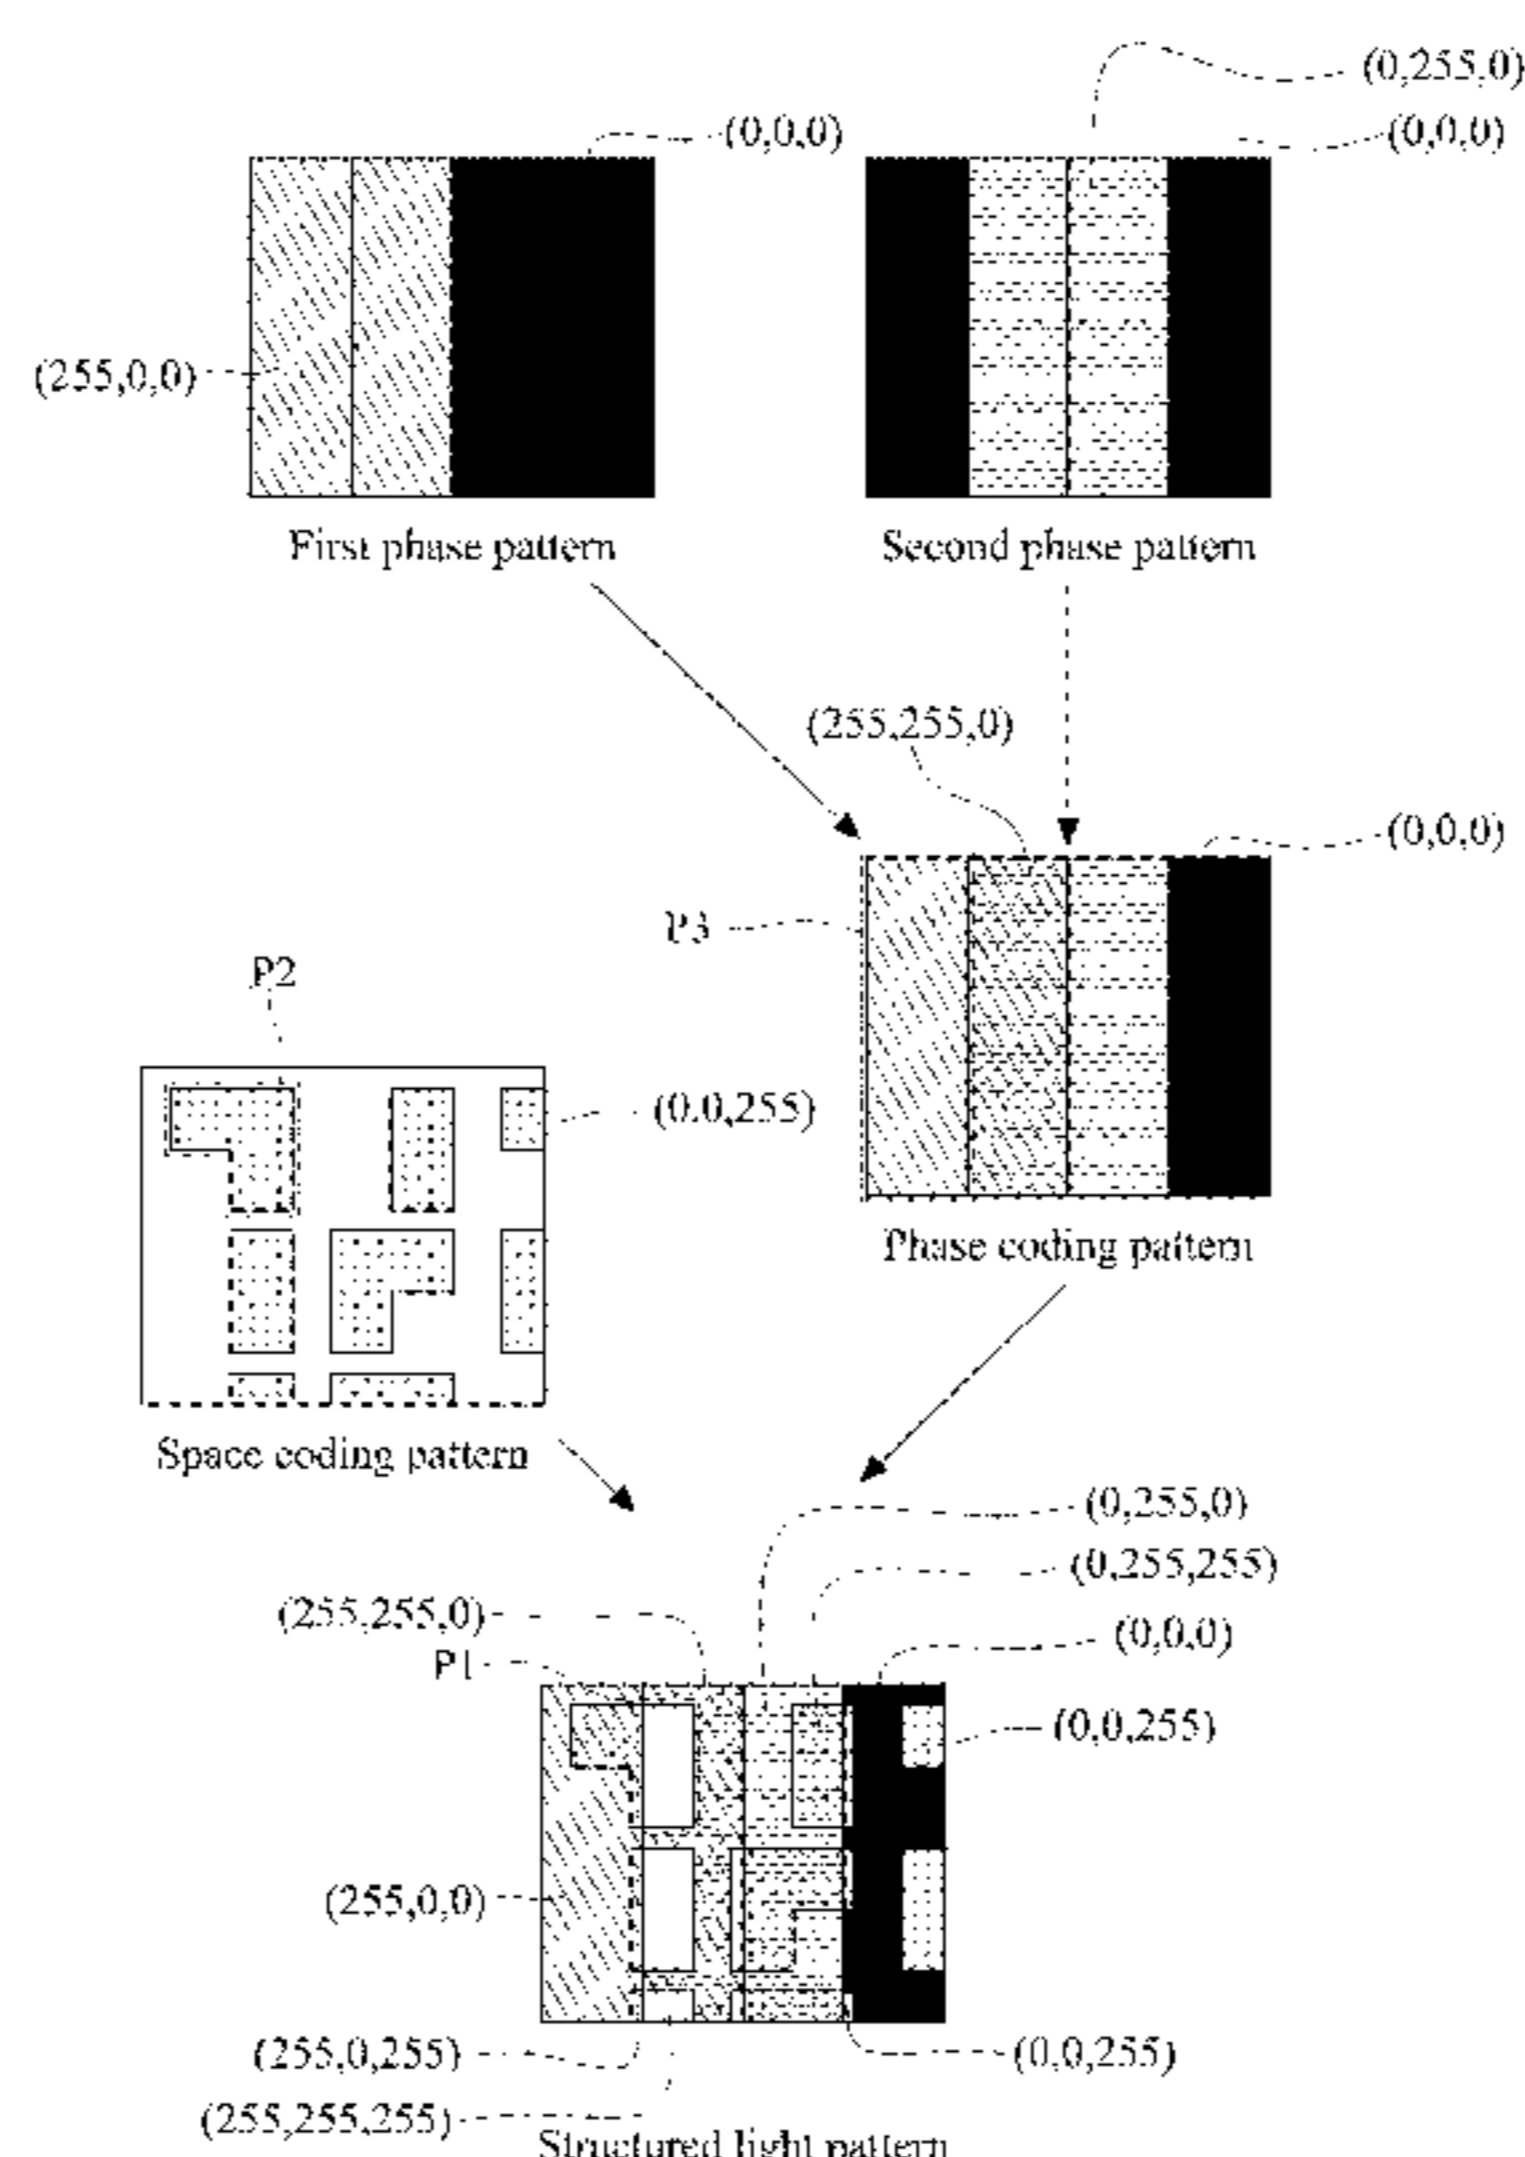 (0,255,0)
(0,0,0)
(0,0,0)
(255,0,0)
First phase pattern
Second phase pattern
(255,255,0)
(0,0,0)
P3
P2
(0,0,255)
Phase coding pattern
Space coding pattern
(0,255,0)
(0,255,255)
(255,255,0)
(0,0,0)
P1
(0,0,255)
(255,0,0)
(255,0,255)
(0,0,255)
(255,255,255)
Structured light pattern